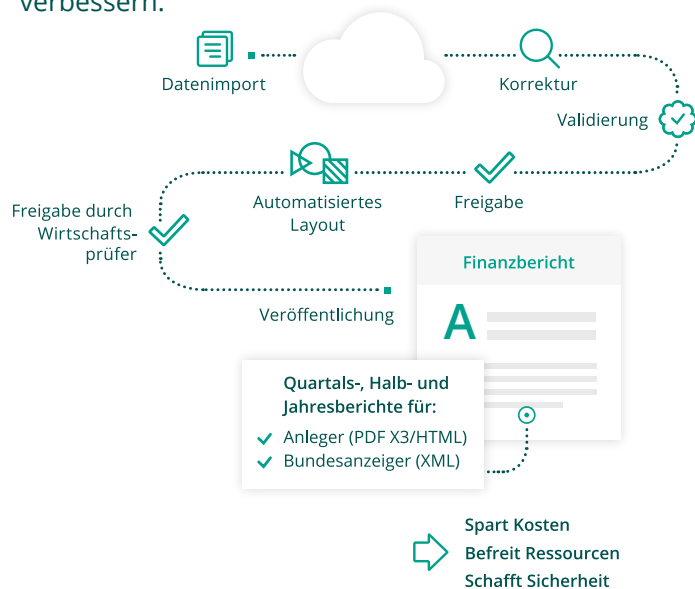 verbessern.
Datenimport
Korrektur
Validierung
Automatisiertes
Layout
Freigabe
Freigabe durch
Wirtschafts-
prüfer
Veröffentlichung
Finanzbericht
A
Quartals-, Halb- und
Jahresberichte für:
Anleger (PDF X3/HTML)
Bundesanzeiger (XML)
Spart Kosten
Befreit Ressourcen
Schafft Sicherheit